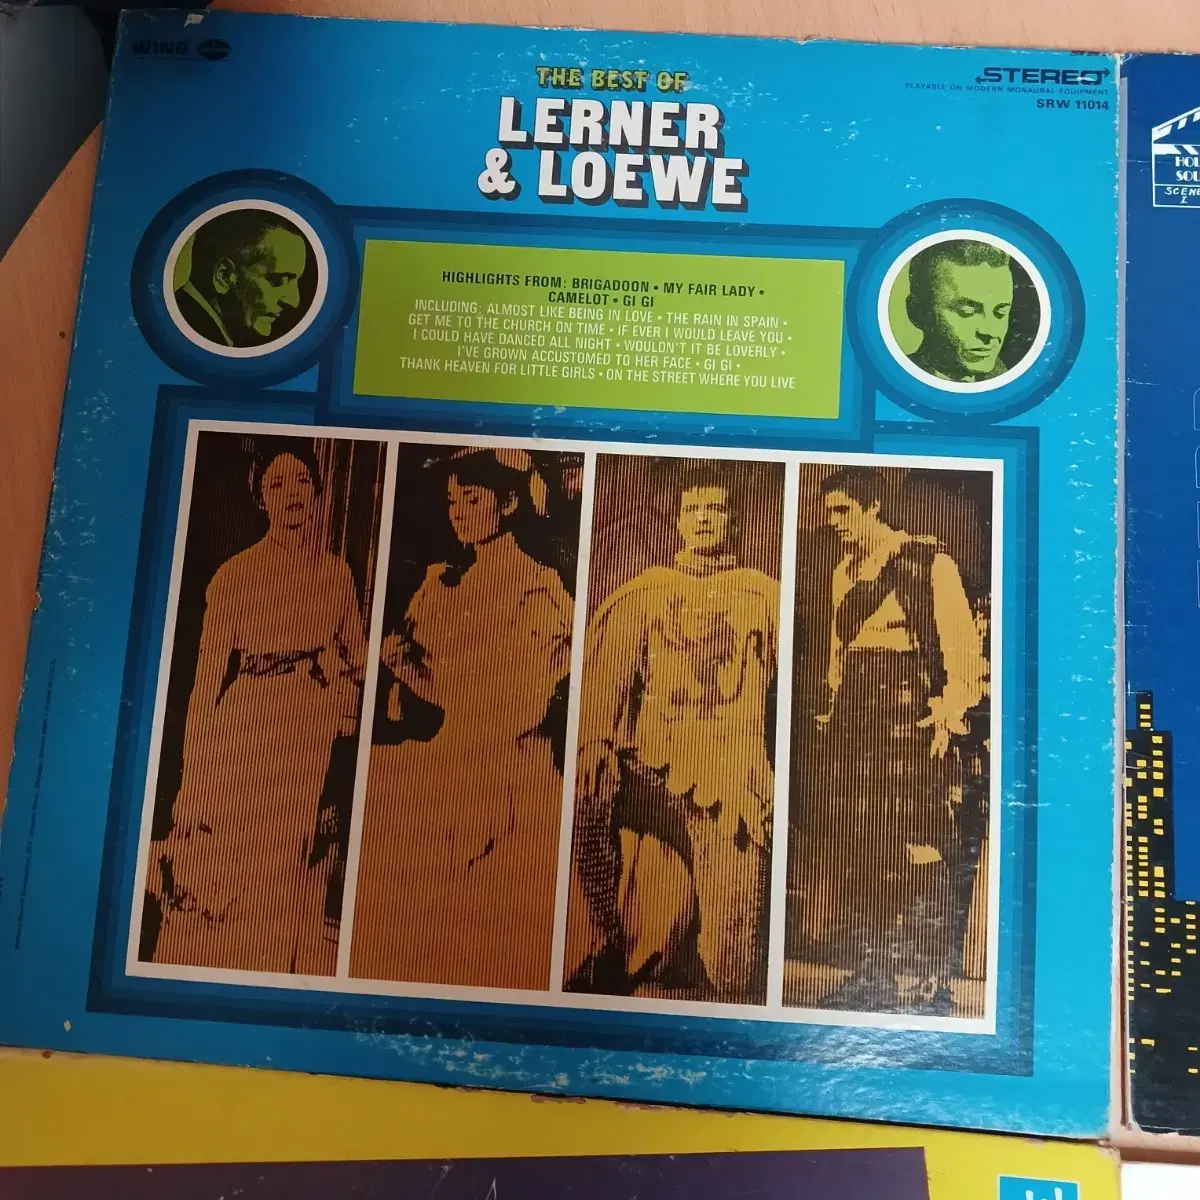 WING
THE BEST OF
LERNER
& LOEWE
STEREO
PLAYABLE ON MODERN MONAURAL EQUIPMENT
SRW 11014
HIGHLIGHTS FROM: BRIGADOON • MY FAIR LADY •
CAMELOT • GI GI
INCLUDING: ALMOST LIKE BEING IN LOVE • THE RAIN IN SPAIN •
GET ME TO THE CHURCH ON TIME • IF EVER I WOULD LEAVE YOU •
I COULD HAVE DANCED ALL NIGHT • WOULDN'T IT BE LOVERLY •
I'VE GROWN ACCUSTOMED TO HER FACE • GI GI •
THANK HEAVEN FOR LITTLE GIRLS • ON THE STREET WHERE YOU LIVE
SCENE
I